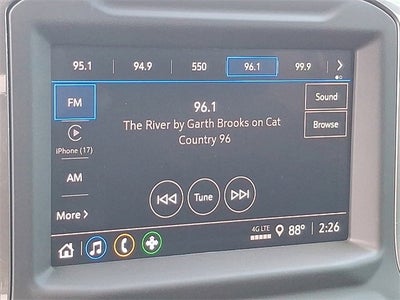 95.1 94.9 550 96.1 99.9
FM
96.1
Sound
The River by Garth Brooks on Cat
Country 96
Browse
iPhone (17)
AM
Tune
More
4G LTE 88° 2:26